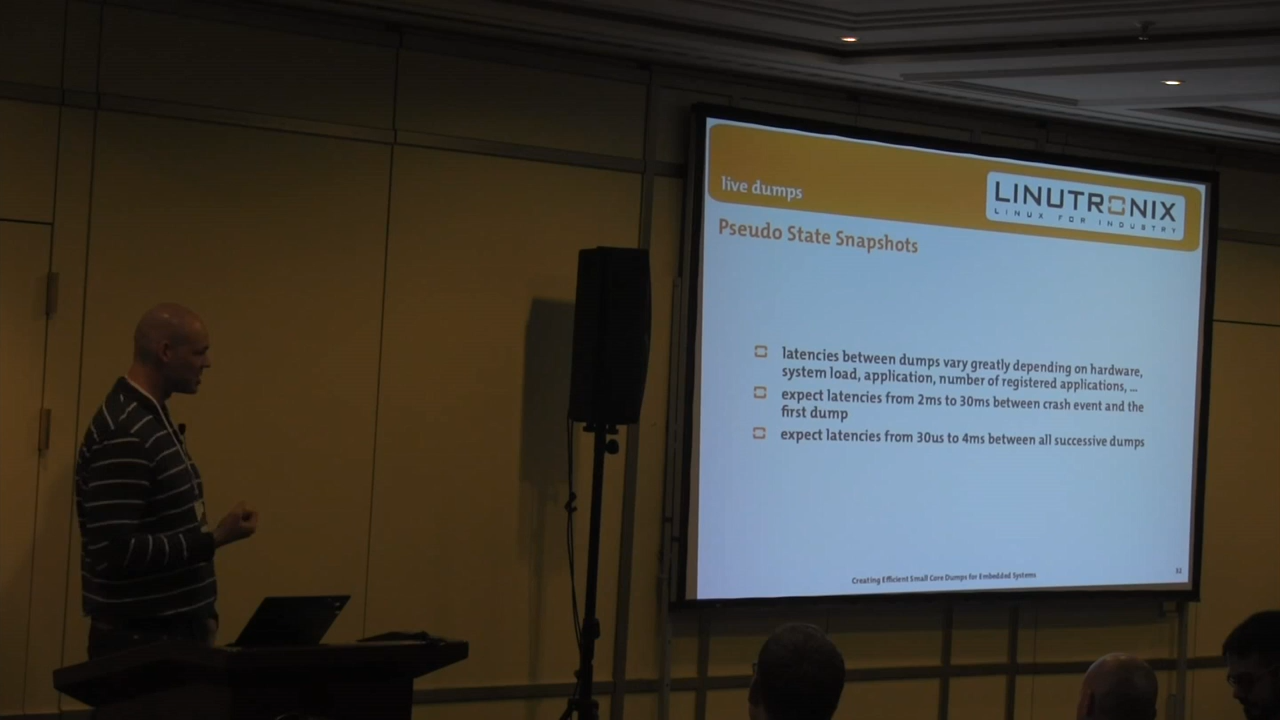 live dumps
LINUTRONIX
LINUX FOR INDUSTRY
Pseudo State Snapshots
latencies between dumps vary greatly depending on hardware,
system load, application, number of registered applications, ...
expect latencies from 2ms to 30ms between crash event and the
first dump
expect latencies from 30us to 4ms between all successive dumps
Creating Efficient Small Core Dumps for Embedded Systems